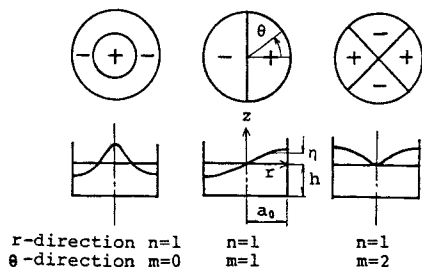 - + -
θ
- +
-
+ +
-
z
η
r
h
a₀
r-direction n=1 n=1 n=1
θ-direction m=0 m=1 m=2